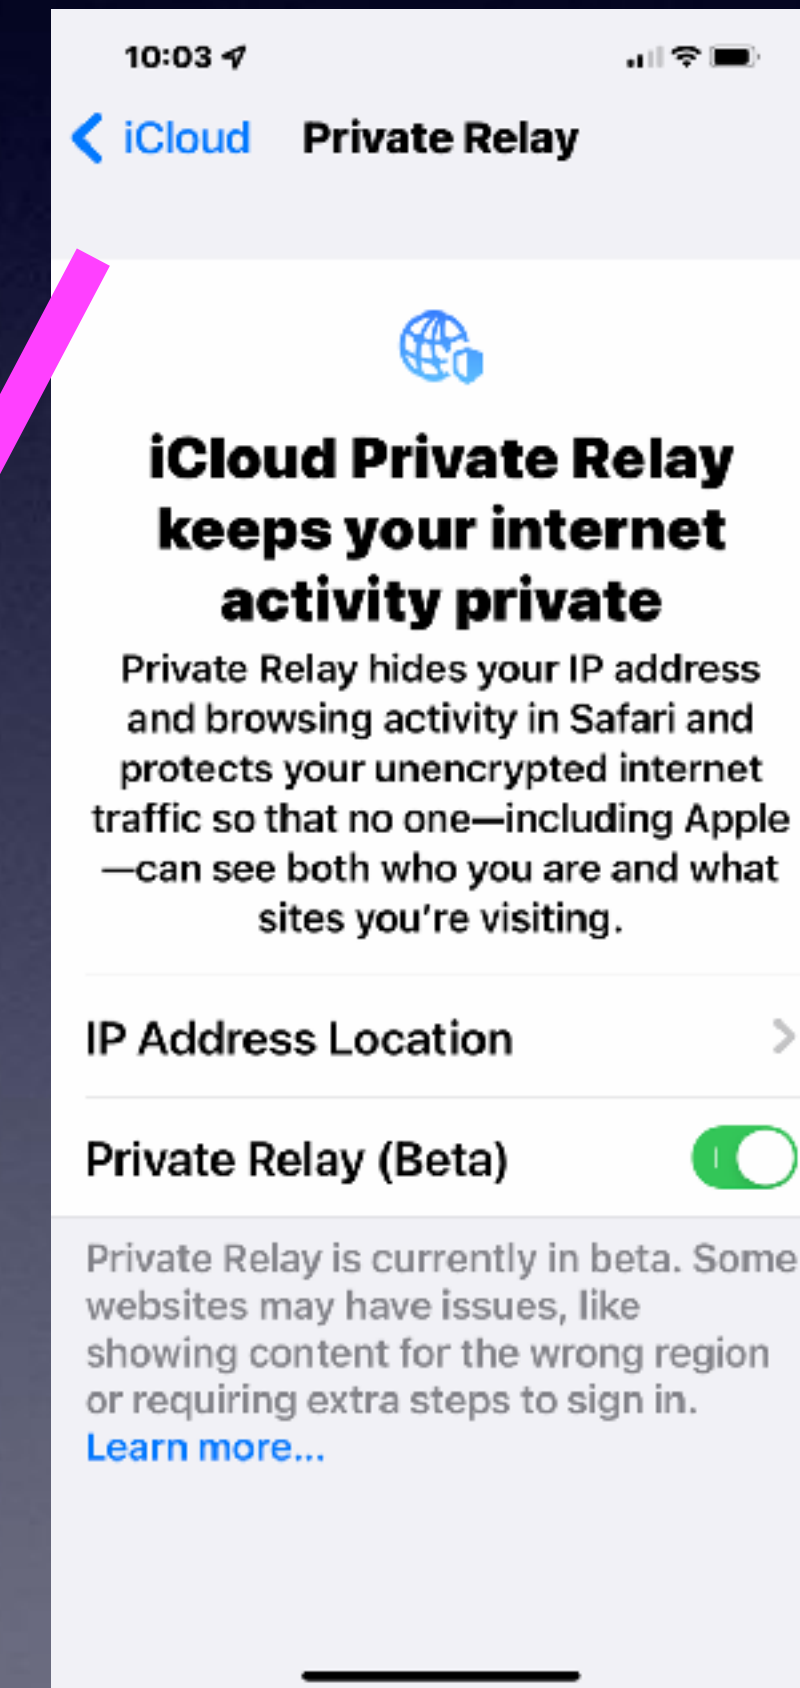 10:03
iCloud Private Relay
iCloud Private Relay
keeps your internet
activity private
Private Relay hides your IP address
and browsing activity in Safari and
protects your unencrypted internet
traffic so that no one—including Apple
—can see both who you are and what
sites you're visiting.
IP Address Location
Private Relay (Beta)
Private Relay is currently in beta. Some
websites may have issues, like
showing content for the wrong region
or requiring extra steps to sign in.
Learn more...